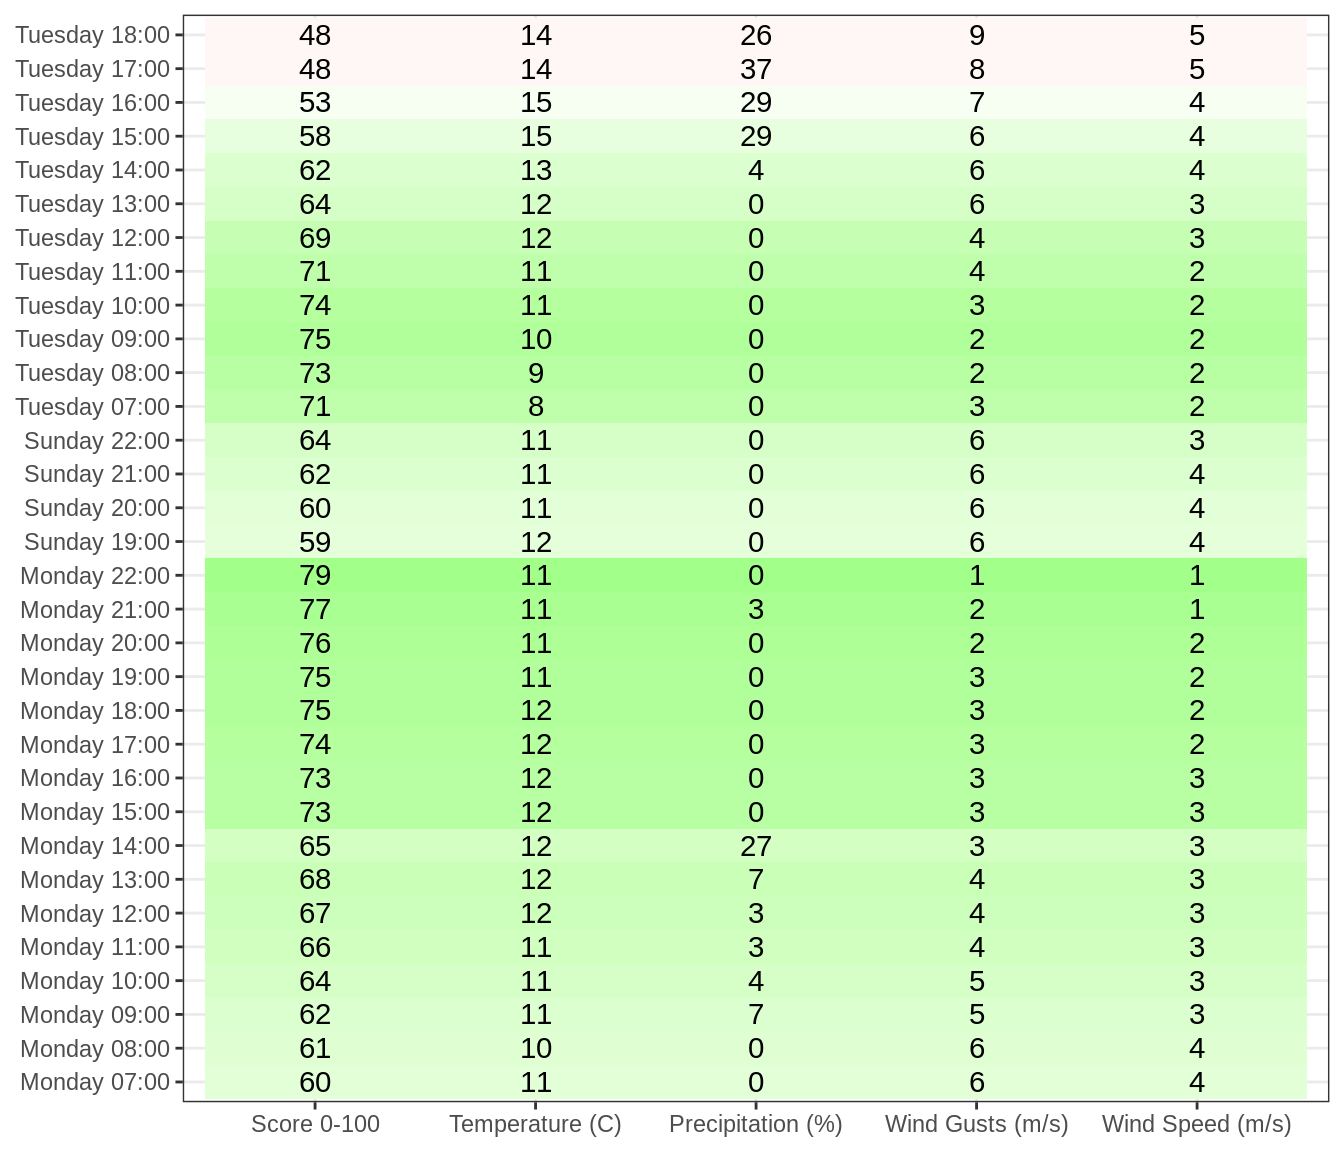 Tuesday 18:00 48 14 26 9 5
Tuesday 17:00 48 14 37 8 5
Tuesday 16:00 53 15 29 7 4
Tuesday 15:00 58 15 29 6 4
Tuesday 14:00 62 13 4 6 4
Tuesday 13:00 64 12 0 6 3
Tuesday 12:00 69 12 0 4 3
Tuesday 11:00 71 11 0 4 2
Tuesday 10:00 74 11 0 3 2
Tuesday 09:00 75 10 0 2 2
Tuesday 08:00 73 9 0 2 2
Tuesday 07:00 71 8 0 3 2
Sunday 22:00 64 11 0 6 3
Sunday 21:00 62 11 0 6 4
Sunday 20:00 60 11 0 6 4
Sunday 19:00 59 12 0 6 4
Monday 22:00 79 11 0 1 1
Monday 21:00 77 11 3 2 1
Monday 20:00 76 11 0 2 2
Monday 19:00 75 11 0 3 2
Monday 18:00 75 12 0 3 2
Monday 17:00 74 12 0 3 2
Monday 16:00 73 12 0 3 3
Monday 15:00 73 12 0 3 3
Monday 14:00 65 12 27 3 3
Monday 13:00 68 12 7 4 3
Monday 12:00 67 12 3 4 3
Monday 11:00 66 11 3 4 3
Monday 10:00 64 11 4 5 3
Monday 09:00 62 11 7 5 3
Monday 08:00 61 10 0 6 4
Monday 07:00 60 11 0 6 4
Score 0-100 Temperature (C) Precipitation (%) Wind Gusts (m/s) Wind Speed (m/s)